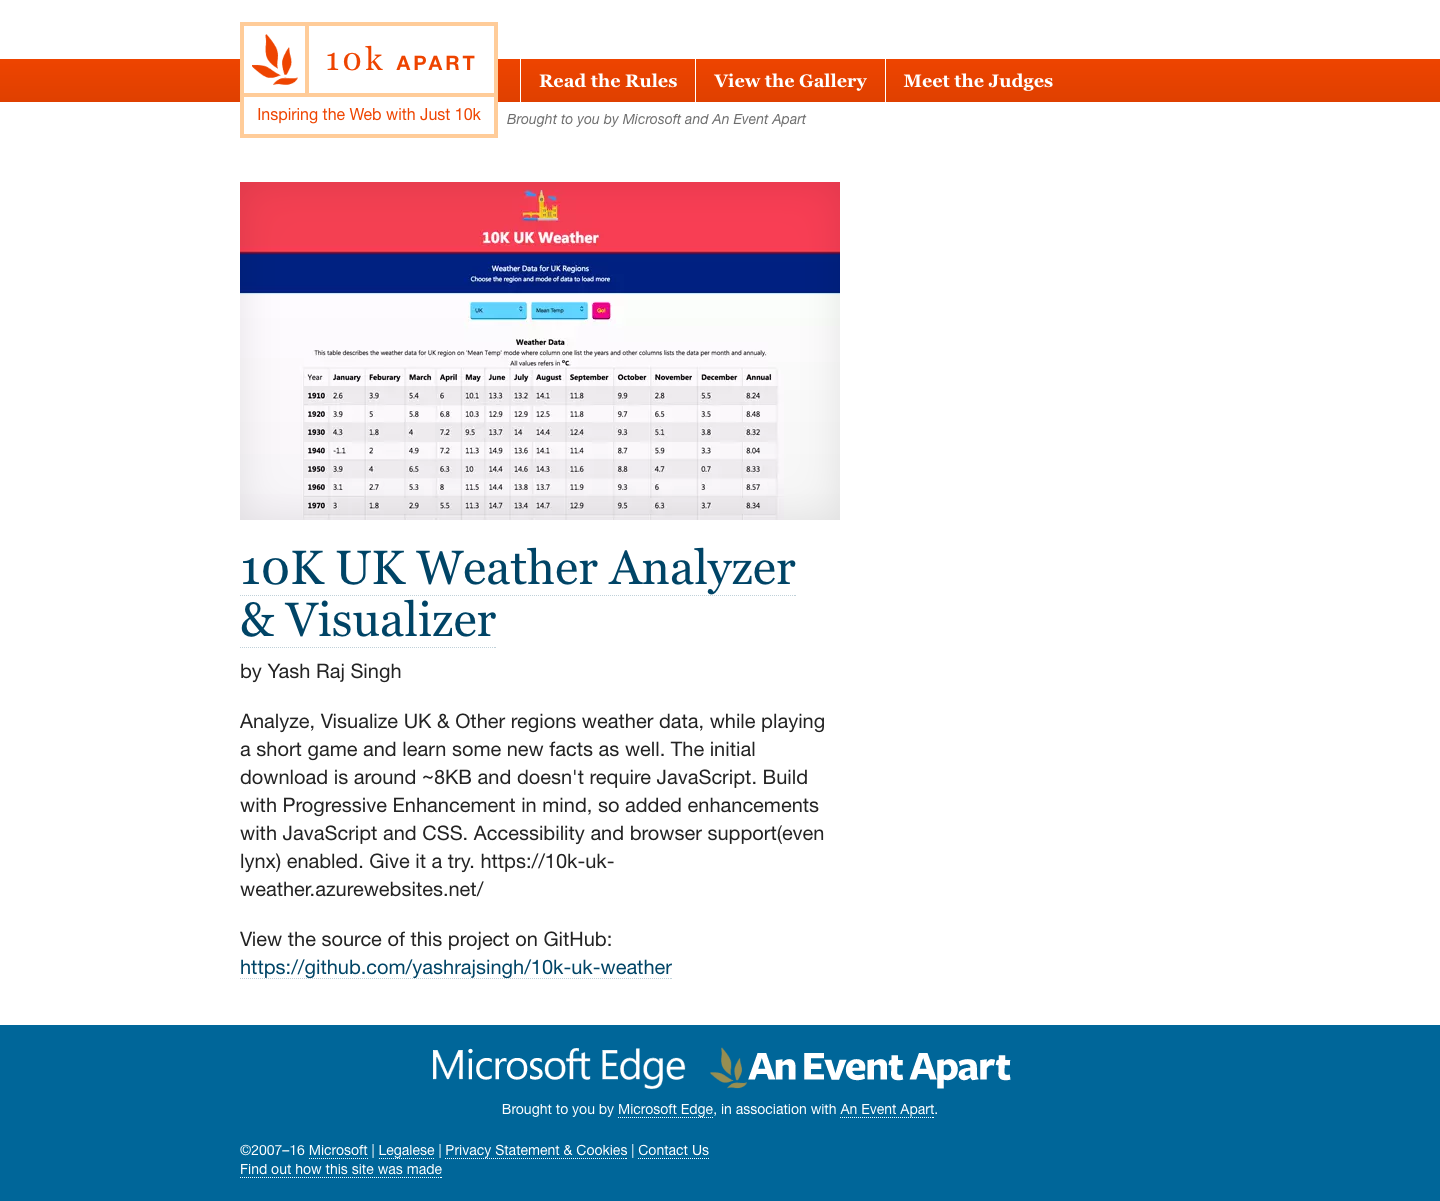 10k APART
Inspiring the Web with Just 10k
Read the Rules
View the Gallery
Meet the Judges
Brought to you by Microsoft and An Event Apart
10K UK Weather
Weather Data for UK Regions
Choose the region and mode of data to load more
UK Mean Temp Go!
Weather Data
This table describes the weather data for UK region on 'Mean Temp' mode where column one list the years and other columns lists the data per month and annualy.
All values refers in °C.
Year January Feburary March April May June July August September October November December Annual
1910 2.6 3.9 5.4 6 10.1 13.3 13.2 14.1 11.8 9.9 2.8 5.5 8.24
1920 3.9 5 5.8 6.8 10.3 12.9 12.9 12.5 11.8 9.7 6.5 3.5 8.48
1930 4.3 1.8 4 7.2 9.5 13.7 14 14.4 12.4 9.3 5.1 3.8 8.32
1940 -1.1 2 4.9 7.2 11.3 14.9 13.6 14.1 11.4 8.7 5.9 3.3 8.04
1950 3.9 4 6.5 6.3 10 14.4 14.6 14.3 11.6 8.8 4.7 0.7 8.33
1960 3.1 2.7 5.3 8 11.5 14.4 13.8 13.7 11.9 9.3 6 3 8.57
1970 3 1.8 2.9 5.5 11.3 14.7 13.4 14.7 12.9 9.5 6.3 3.7 8.34
10K UK Weather Analyzer
& Visualizer
by Yash Raj Singh
Analyze, Visualize UK & Other regions weather data, while playing
a short game and learn some new facts as well. The initial
download is around ~8KB and doesn't require JavaScript. Build
with Progressive Enhancement in mind, so added enhancements
with JavaScript and CSS. Accessibility and browser support(even
lynx) enabled. Give it a try. https://10k-uk-
weather.azurewebsites.net/
View the source of this project on GitHub:
https://github.com/yashrajsingh/10k-uk-weather
Microsoft Edge An Event Apart
Brought to you by Microsoft Edge, in association with An Event Apart.
©2007–16 Microsoft | Legalese | Privacy Statement & Cookies | Contact Us
Find out how this site was made